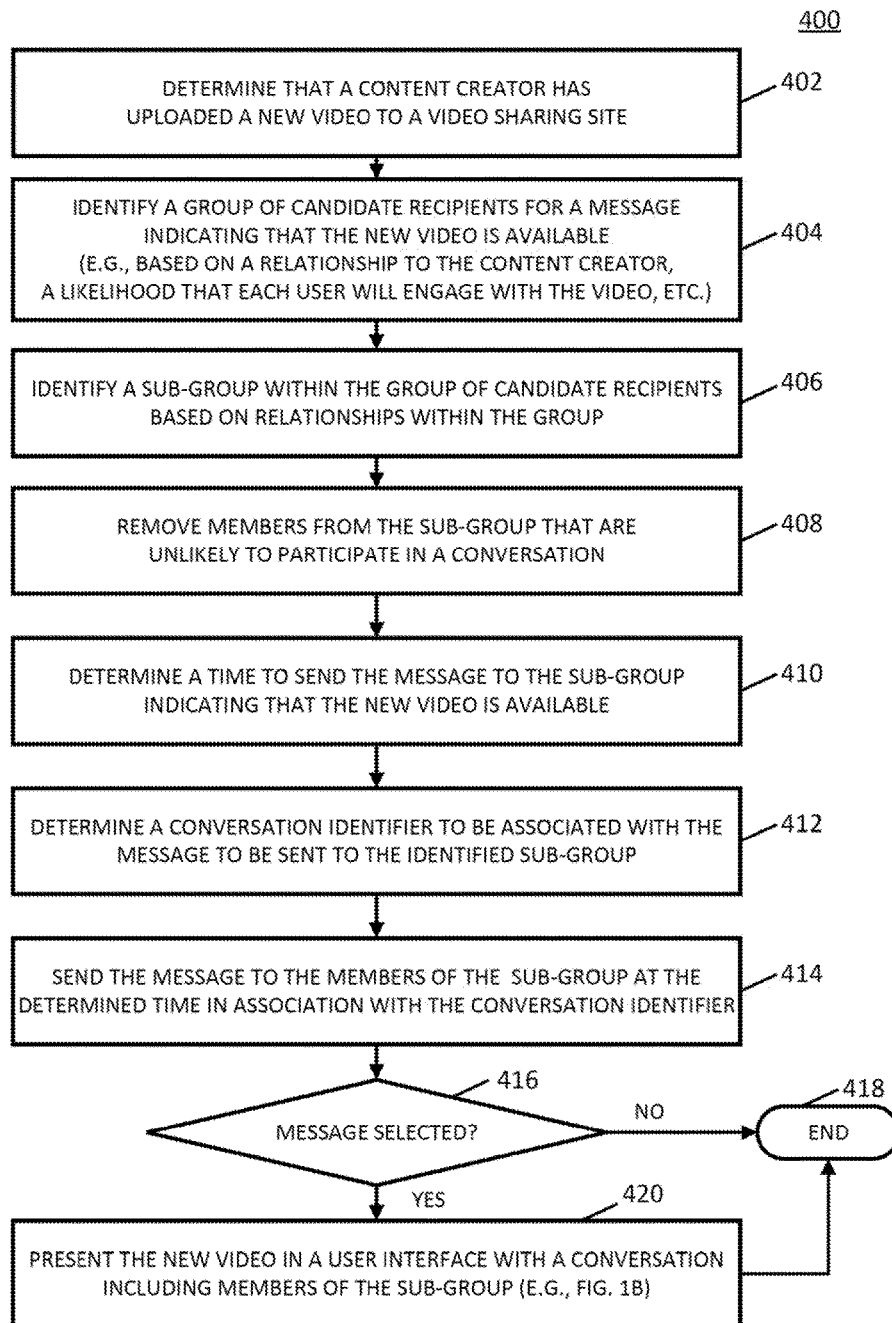 400
DETERMINE THAT A CONTENT CREATOR HAS
UPLOADED A NEW VIDEO TO A VIDEO SHARING SITE
402
IDENTIFY A GROUP OF CANDIDATE RECIPIENTS FOR A MESSAGE
INDICATING THAT THE NEW VIDEO IS AVAILABLE
(E.G., BASED ON A RELATIONSHIP TO THE CONTENT CREATOR,
A LIKELIHOOD THAT EACH USER WILL ENGAGE WITH THE VIDEO, ETC.)
404
IDENTIFY A SUB-GROUP WITHIN THE GROUP OF CANDIDATE RECIPIENTS
BASED ON RELATIONSHIPS WITHIN THE GROUP
406
REMOVE MEMBERS FROM THE SUB-GROUP THAT ARE
UNLIKELY TO PARTICIPATE IN A CONVERSATION
408
DETERMINE A TIME TO SEND THE MESSAGE TO THE SUB-GROUP
INDICATING THAT THE NEW VIDEO IS AVAILABLE
410
DETERMINE A CONVERSATION IDENTIFIER TO BE ASSOCIATED WITH THE
MESSAGE TO BE SENT TO THE IDENTIFIED SUB-GROUP
412
SEND THE MESSAGE TO THE MEMBERS OF THE SUB-GROUP AT THE
DETERMINED TIME IN ASSOCIATION WITH THE CONVERSATION IDENTIFIER
414
416
MESSAGE SELECTED?
NO
418
END
YES
420
PRESENT THE NEW VIDEO IN A USER INTERFACE WITH A CONVERSATION
INCLUDING MEMBERS OF THE SUB-GROUP (E.G., FIG. 1B)